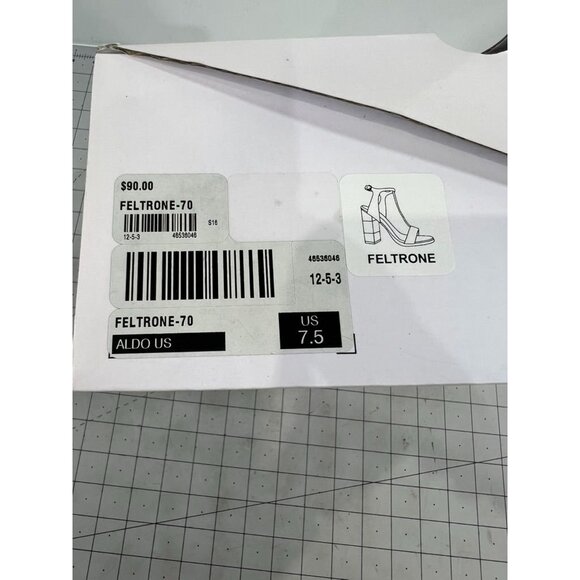 $90.00
FELTRONE-70
S16
12-5-3 46536046
46536046
12-5-3
FELTRONE-70
ALDO US
US
7.5
FELTRONE